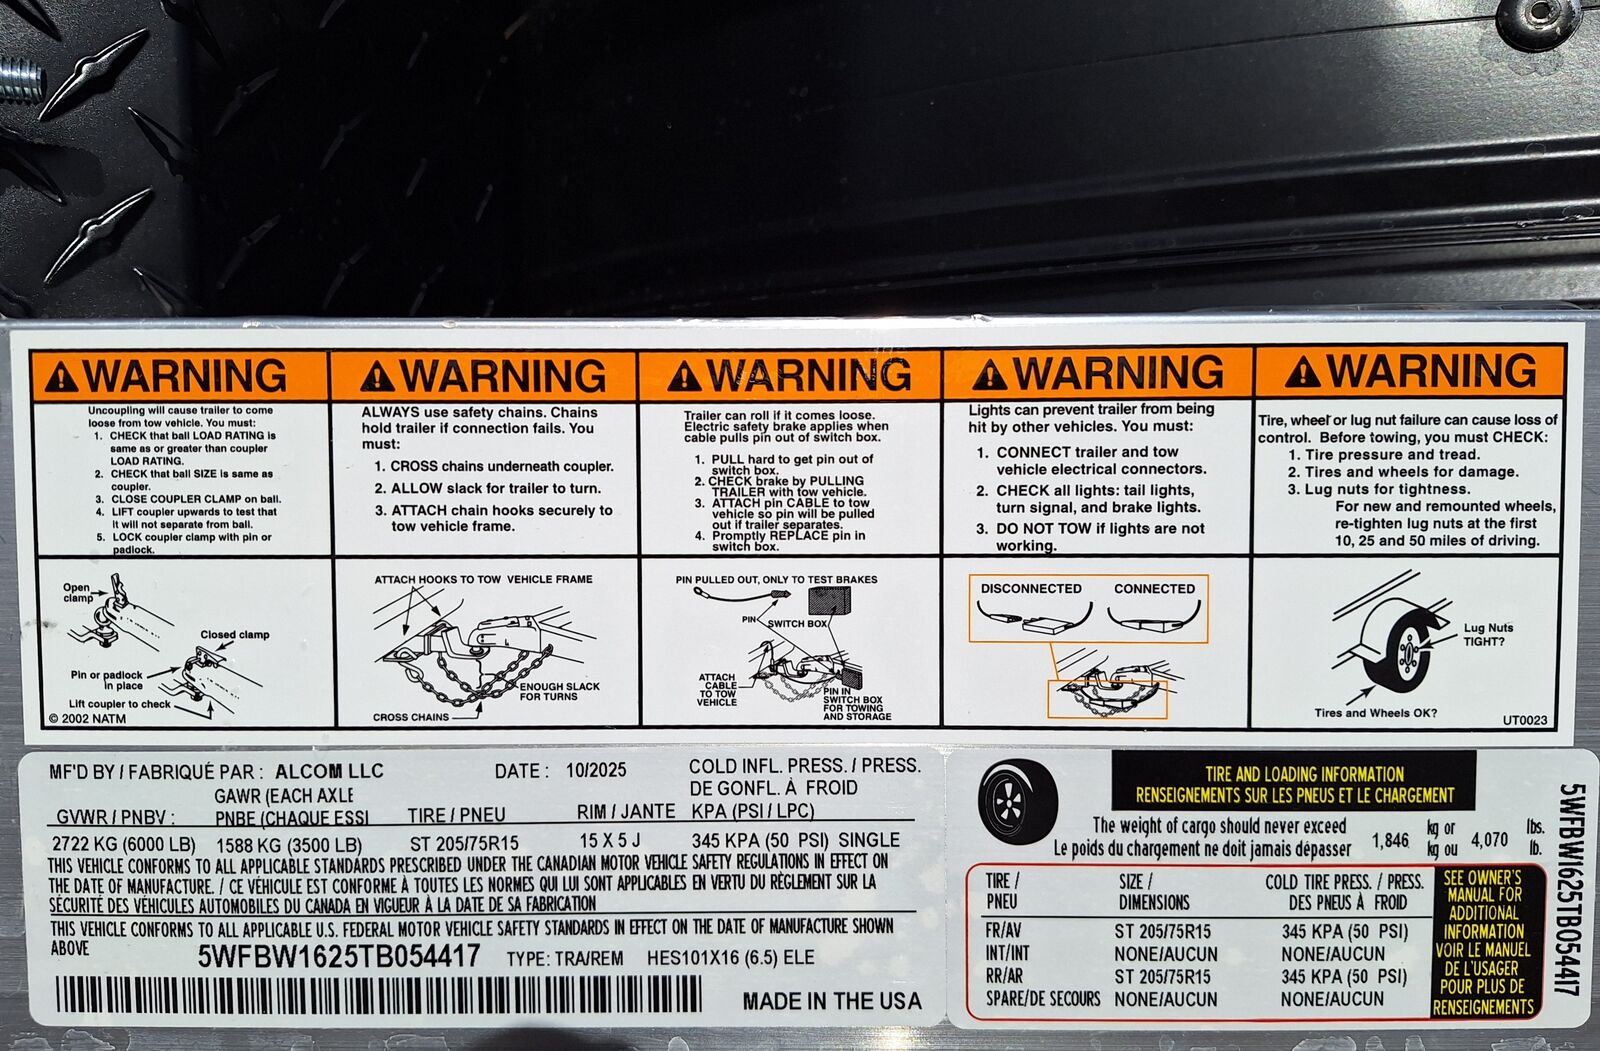 WARNING
Uncoupling will cause trailer to come
loose from tow vehicle. You must:
1. CHECK that ball LOAD RATING is
same as or greater than coupler
LOAD RATING.
2. CHECK that ball SIZE is same as
coupler.
3. CLOSE COUPLER CLAMP on ball.
4. LIFT coupler upwards to test that
it will not separate from ball.
5. LOCK coupler clamp with pin or
padlock.
Open
clamp
Closed clamp
Pin or padlock
in place
Lift coupler to check
© 2002 NATM
WARNING
ALWAYS use safety chains. Chains
hold trailer if connection fails. You
must:
1. CROSS chains underneath coupler.
2. ALLOW slack for trailer to turn.
3. ATTACH chain hooks securely to
tow vehicle frame.
ATTACH HOOKS TO TOW VEHICLE FRAME
ENOUGH SLACK
FOR TURNS
CROSS CHAINS
WARNING
Trailer can roll if it comes loose.
Electric safety brake applies when
cable pulls pin out of switch box.
1. PULL hard to get pin out of
switch box.
2. CHECK brake by PULLING
TRAILER with tow vehicle.
3. ATTACH pin CABLE to tow
vehicle so pin will be pulled
out if trailer separates.
4. Promptly REPLACE pin in
switch box.
PIN PULLED OUT, ONLY TO TEST BRAKES
PIN
SWITCH BOX
ATTACH
CABLE
TO TOW
VEHICLE
PIN IN
SWITCH BOX
FOR TOWING
AND STORAGE
WARNING
Lights can prevent trailer from being
hit by other vehicles. You must:
1. CONNECT trailer and tow
vehicle electrical connectors.
2. CHECK all lights: tail lights,
turn signal, and brake lights.
3. DO NOT TOW if lights are not
working.
DISCONNECTED
CONNECTED
WARNING
Tire, wheel or lug nut failure can cause loss of
control. Before towing, you must CHECK:
1. Tire pressure and tread.
2. Tires and wheels for damage.
3. Lug nuts for tightness.
For new and remounted wheels,
re-tighten lug nuts at the first
10, 25 and 50 miles of driving.
Lug Nuts
TIGHT?
Tires and Wheels OK?
UT0023
MF'D BY / FABRIQUÉ PAR : ALCOM LLC DATE : 10/2025 COLD INFL. PRESS. / PRESS.
DE GONFL. À FROID
GAWR (EACH AXLE
GVWR / PNBV : PNBE (CHAQUE ESSI TIRE / PNEU RIM / JANTE KPA (PSI / LPC)
2722 KG (6000 LB) 1588 KG (3500 LB) ST 205/75R15 15 X 5 J 345 KPA (50 PSI) SINGLE
THIS VEHICLE CONFORMS TO ALL APPLICABLE STANDARDS PRESCRIBED UNDER THE CANADIAN MOTOR VEHICLE SAFETY REGULATIONS IN EFFECT ON
THE DATE OF MANUFACTURE. / CE VÉHICULE EST CONFORME À TOUTES LES NORMES QUI LUI SONT APPLICABLES EN VERTU DU RÈGLEMENT SUR LA
SÉCURITÉ DES VÉHICULES AUTOMOBILES DU CANADA EN VIGUEUR À LA DATE DE SA FABRICATION
THIS VEHICLE CONFORMS TO ALL APPLICABLE U.S. FEDERAL MOTOR VEHICLE SAFETY STANDARDS IN EFFECT ON THE DATE OF MANUFACTURE SHOWN
ABOVE
5WFBW1625TB054417 TYPE: TRA/REM HES101X16 (6.5) ELE
MADE IN THE USA
TIRE AND LOADING INFORMATION
RENSEIGNEMENTS SUR LES PNEUS ET LE CHARGEMENT
The weight of cargo should never exceed kg or lbs.
1,846 4,070
Le poids du chargement ne doit jamais dépasser kg ou lb.
TIRE / SIZE / COLD TIRE PRESS. / PRESS.
PNEU DIMENSIONS DES PNEUS À FROID
FR/AV ST 205/75R15 345 KPA (50 PSI)
INT/INT NONE/AUCUN NONE/AUCUN
RR/AR ST 205/75R15 345 KPA (50 PSI)
SPARE/DE SECOURS NONE/AUCUN NONE/AUCUN
SEE OWNER'S
MANUAL FOR
ADDITIONAL
INFORMATION
VOIR LE MANUEL
DE L'USAGER
POUR PLUS DE
RENSEIGNEMENTS
5WFBW1625TB054417